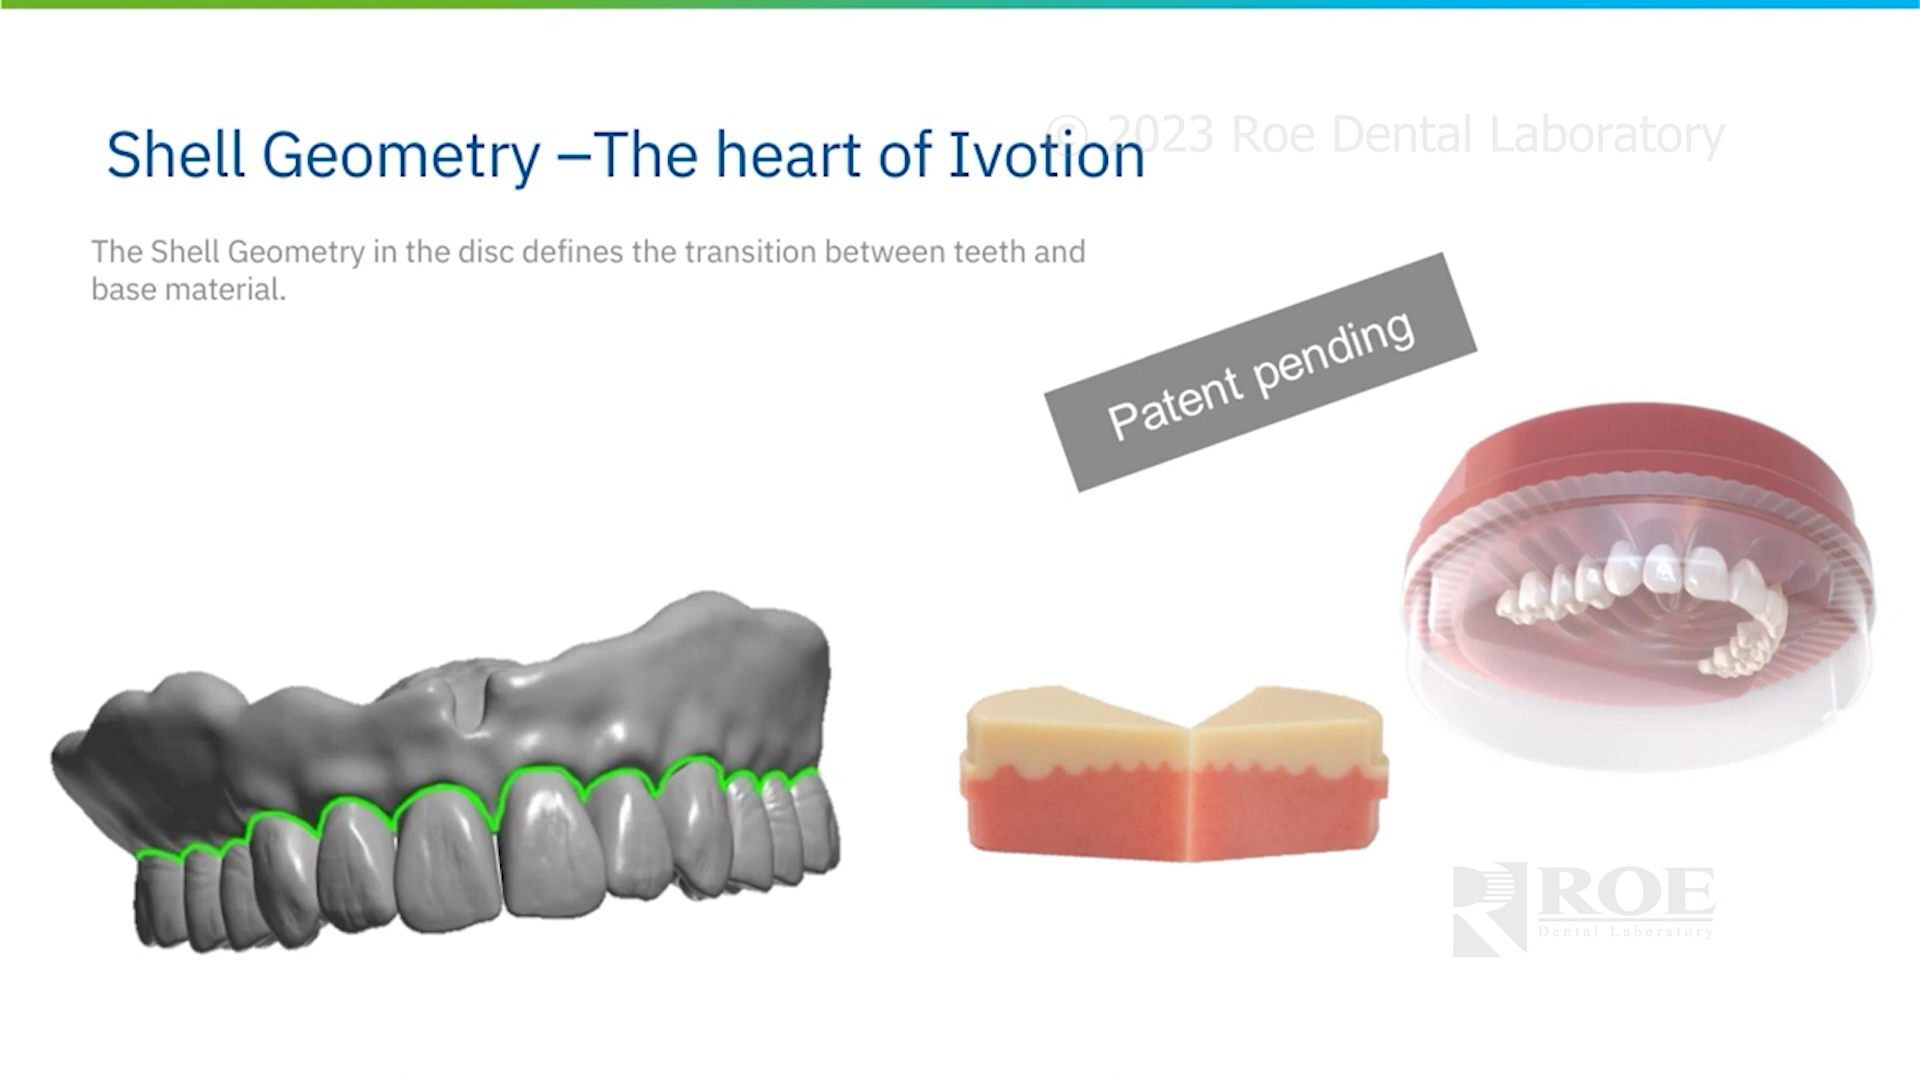 © 2023 Roe Dental Laboratory
Shell Geometry –The heart of Ivotion
The Shell Geometry in the disc defines the transition between teeth and
base material.
Patent pending
ROE
Dental Laboratory